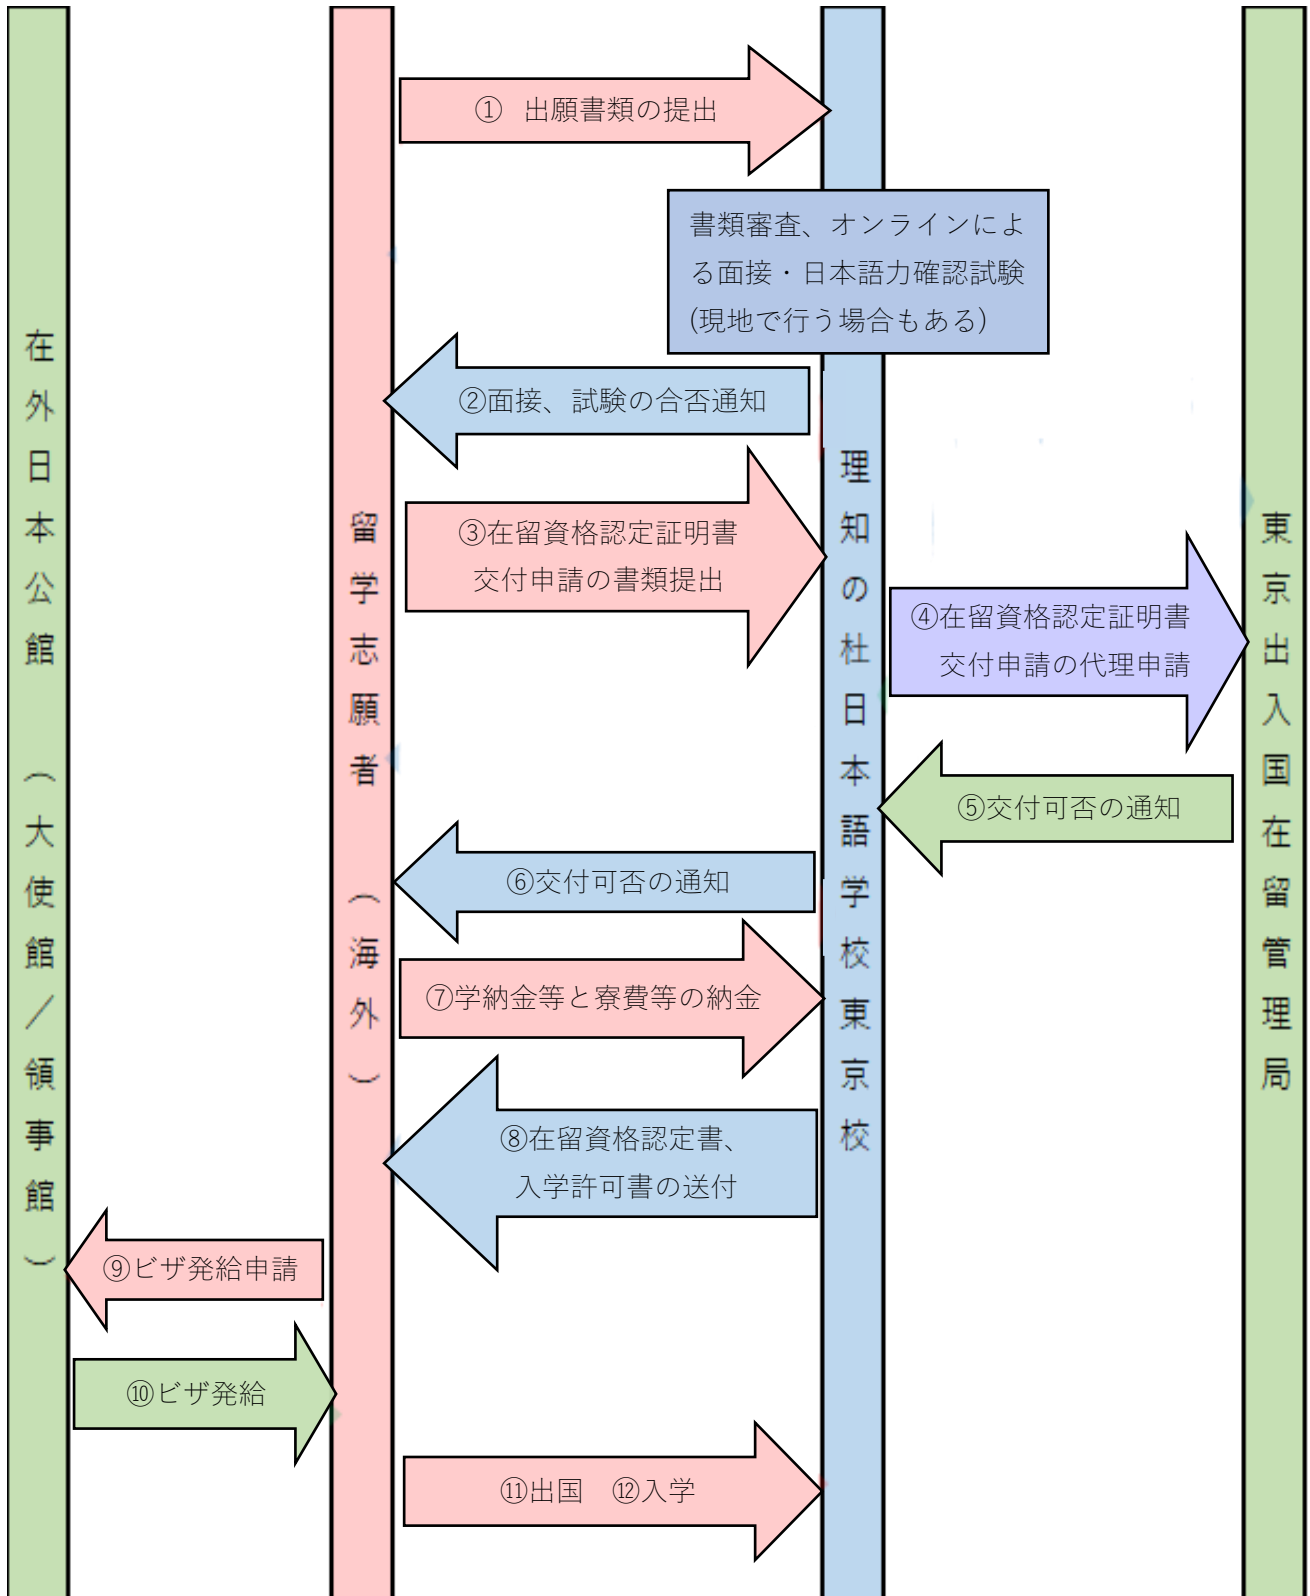 ① 出願書類の提出
書類審査、オンラインによ
る面接・日本語力確認試験
(現地で行う場合もある)
②面接、試験の合否通知
③在留資格認定証明書
交付申請の書類提出
④在留資格認定証明書
交付申請の代理申請
⑤交付可否の通知
⑥交付可否の通知
⑦学納金等と寮費等の納金
⑧在留資格認定書、
入学許可書の送付
⑨ビザ発給申請
⑩ビザ発給
⑪出国 ⑫入学
在外日本公館 （大使館／領事館）
留学志願者 （海外）
理知の杜日本語学校東京校
東京出入国在留管理局